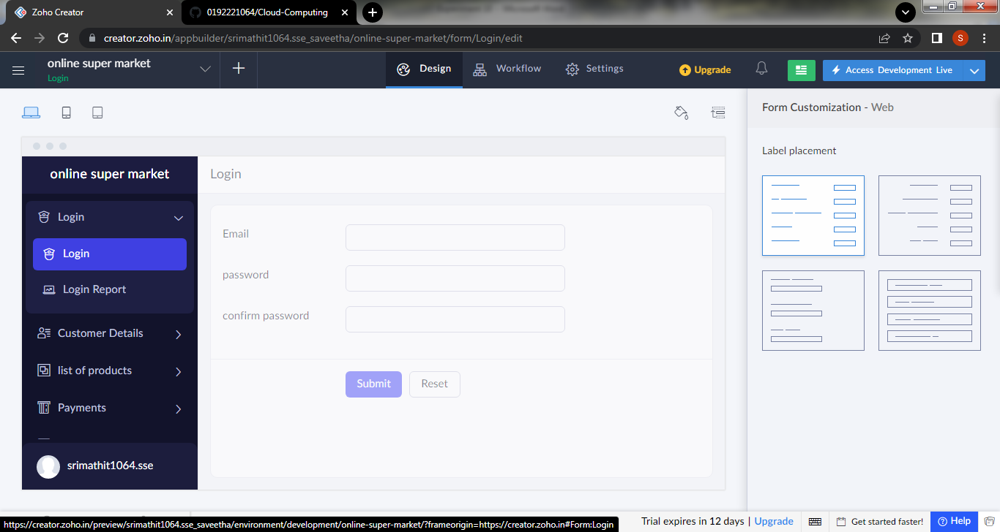 Zoho Creator
0192221064/Cloud-Computing
creator.zoho.in/appbuilder/srimathit1064.sse_saveetha/online-super-market/form/Login/edit
S
online super market
Login
Design
Workflow
Settings
Upgrade
Access Development Live
Form Customization - Web
Label placement
online super market
Login
Login
Login
Login Report
Customer Details
list of products
Payments
srimathit1064.sse
Email
password
confirm password
Submit
Reset
https://creator.zoho.in/preview/srimathit1064.sse_saveetha/environment/development/online-super-market/?frameorigin=https://creator.zoho.in#Form:Login
Trial expires in 12 days | Upgrade
Get started faster!
Help